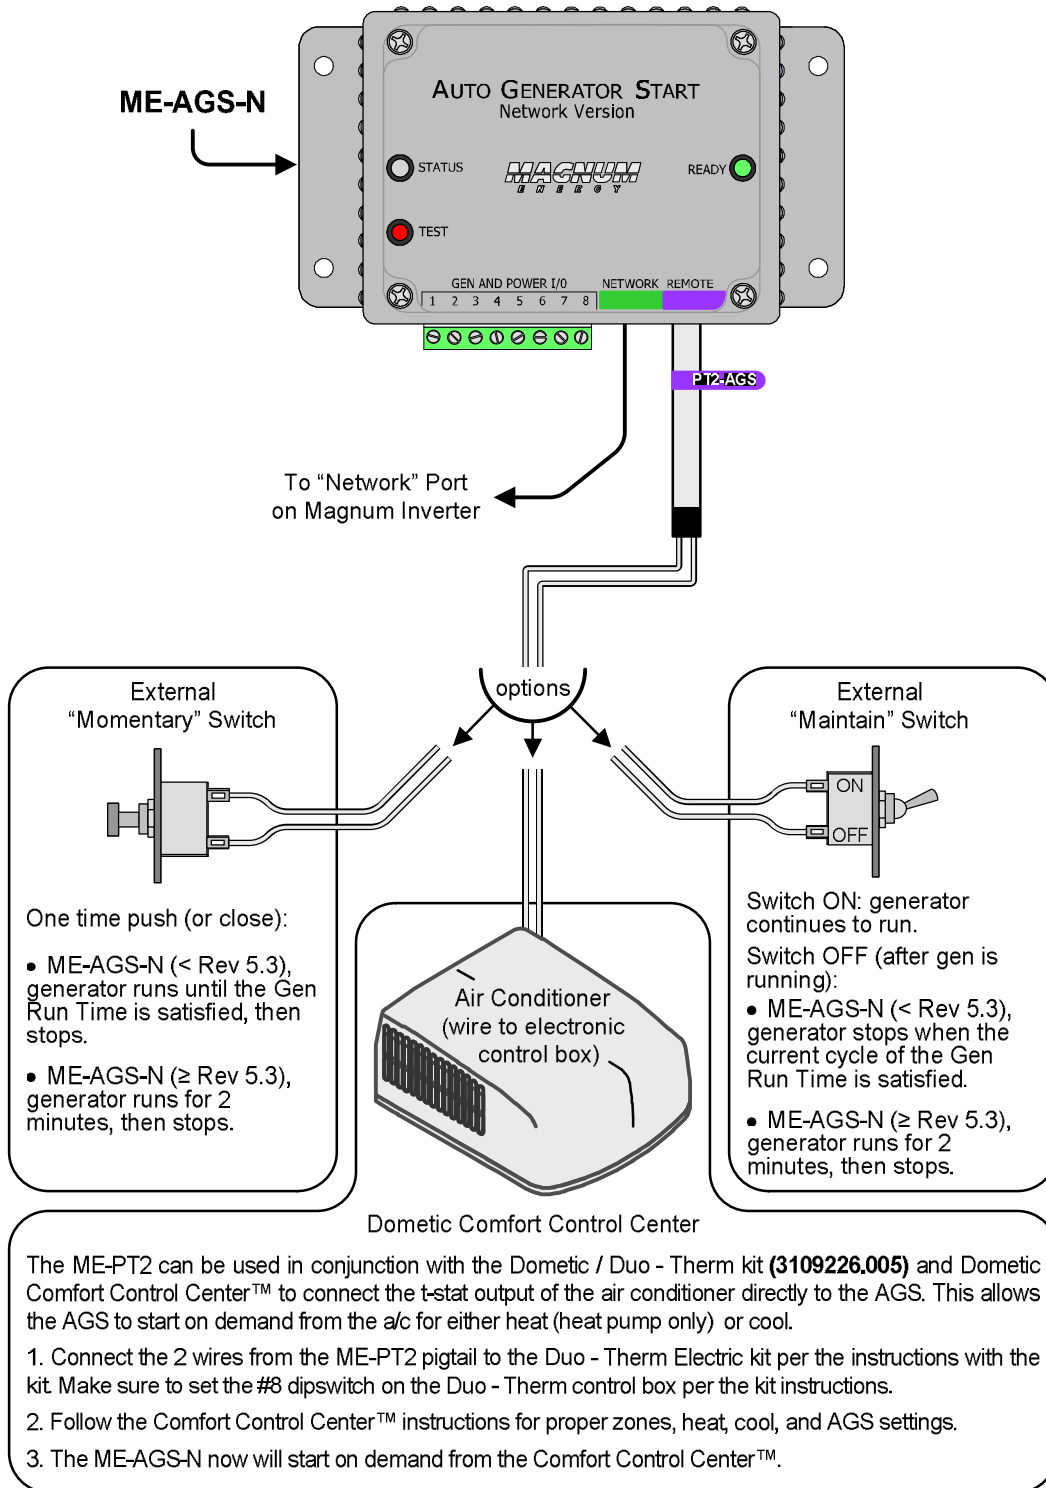 ME-AGS-N
AUTO GENERATOR START
Network Version
STATUS
MAGNUM
ENERGY
READY
TEST
GEN AND POWER I/0
NETWORK
REMOTE
1 2 3 4 5 6 7 8
PT2-AGS
To “Network” Port
on Magnum Inverter
options
External
“Momentary” Switch
One time push (or close):
• ME-AGS-N (< Rev 5.3),
generator runs until the Gen
Run Time is satisfied, then
stops.
• ME-AGS-N (≥ Rev 5.3),
generator runs for 2
minutes, then stops.
External
“Maintain” Switch
ON
OFF
Switch ON: generator
continues to run.
Switch OFF (after gen is
running):
• ME-AGS-N (< Rev 5.3),
generator stops when the
current cycle of the Gen
Run Time is satisfied.
• ME-AGS-N (≥ Rev 5.3),
generator runs for 2
minutes, then stops.
Air Conditioner
(wire to electronic
control box)
Dometic Comfort Control Center
The ME-PT2 can be used in conjunction with the Dometic / Duo - Therm kit (3109226.005) and Dometic
Comfort Control Center™ to connect the t-stat output of the air conditioner directly to the AGS. This allows
the AGS to start on demand from the a/c for either heat (heat pump only) or cool.
1. Connect the 2 wires from the ME-PT2 pigtail to the Duo - Therm Electric kit per the instructions with the
kit. Make sure to set the #8 dipswitch on the Duo - Therm control box per the kit instructions.
2. Follow the Comfort Control Center™ instructions for proper zones, heat, cool, and AGS settings.
3. The ME-AGS-N now will start on demand from the Comfort Control Center™.